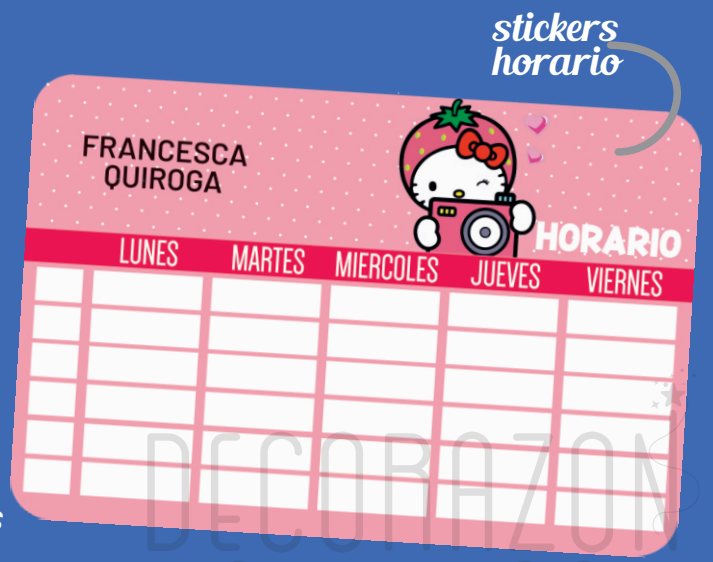 stickers
horario
FRANCESCA
QUIROGA
HORARIO
LUNES MARTES MIERCOLES JUEVES VIERNES
DECORAZON